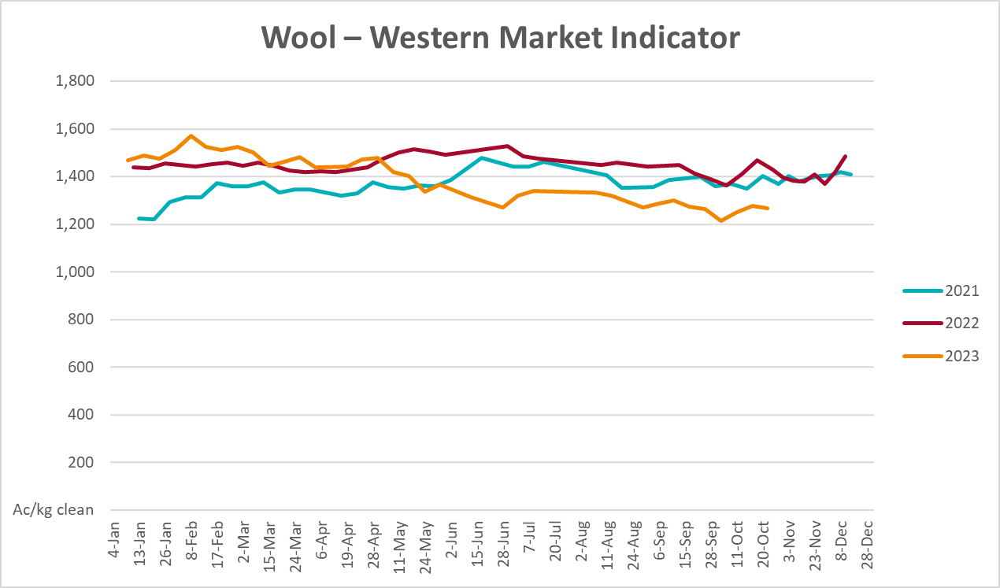 Wool – Western Market Indicator
1,800
1,600
1,400
1,200
1,000
800
600
400
200
Ac/kg clean
4-Jan
13-Jan
26-Jan
8-Feb
17-Feb
2-Mar
15-Mar
24-Mar
6-Apr
19-Apr
28-Apr
11-May
24-May
2-Jun
15-Jun
28-Jun
7-Jul
20-Jul
2-Aug
11-Aug
24-Aug
6-Sep
15-Sep
28-Sep
11-Oct
20-Oct
3-Nov
23-Nov
8-Dec
28-Dec
2021
2022
2023